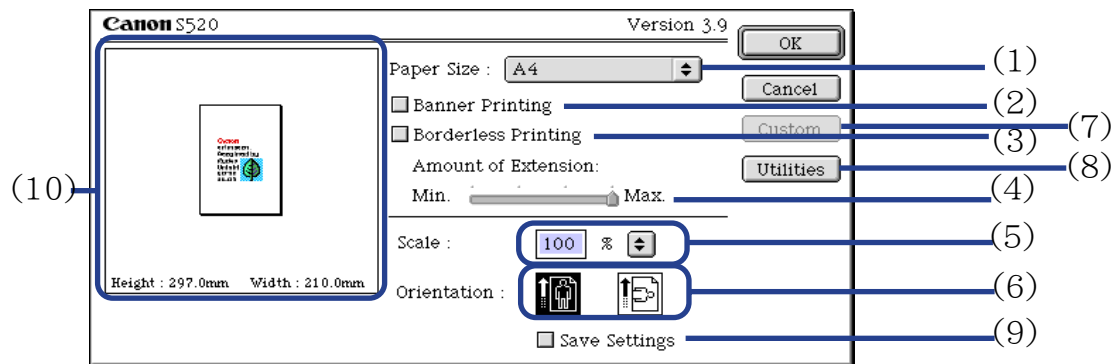 Canon S520
Version 3.9
OK
Paper Size : A4
(1)
Cancel
Banner Printing
(2)
Custom
(7)
Borderless Printing
(3)
Amount of Extension:
Utilities
(8)
Min. Max.
(4)
(10)
Canon
Scale : 100 %
(5)
Height : 297.0mm Width : 210.0mm
Orientation :
(6)
Save Settings
(9)